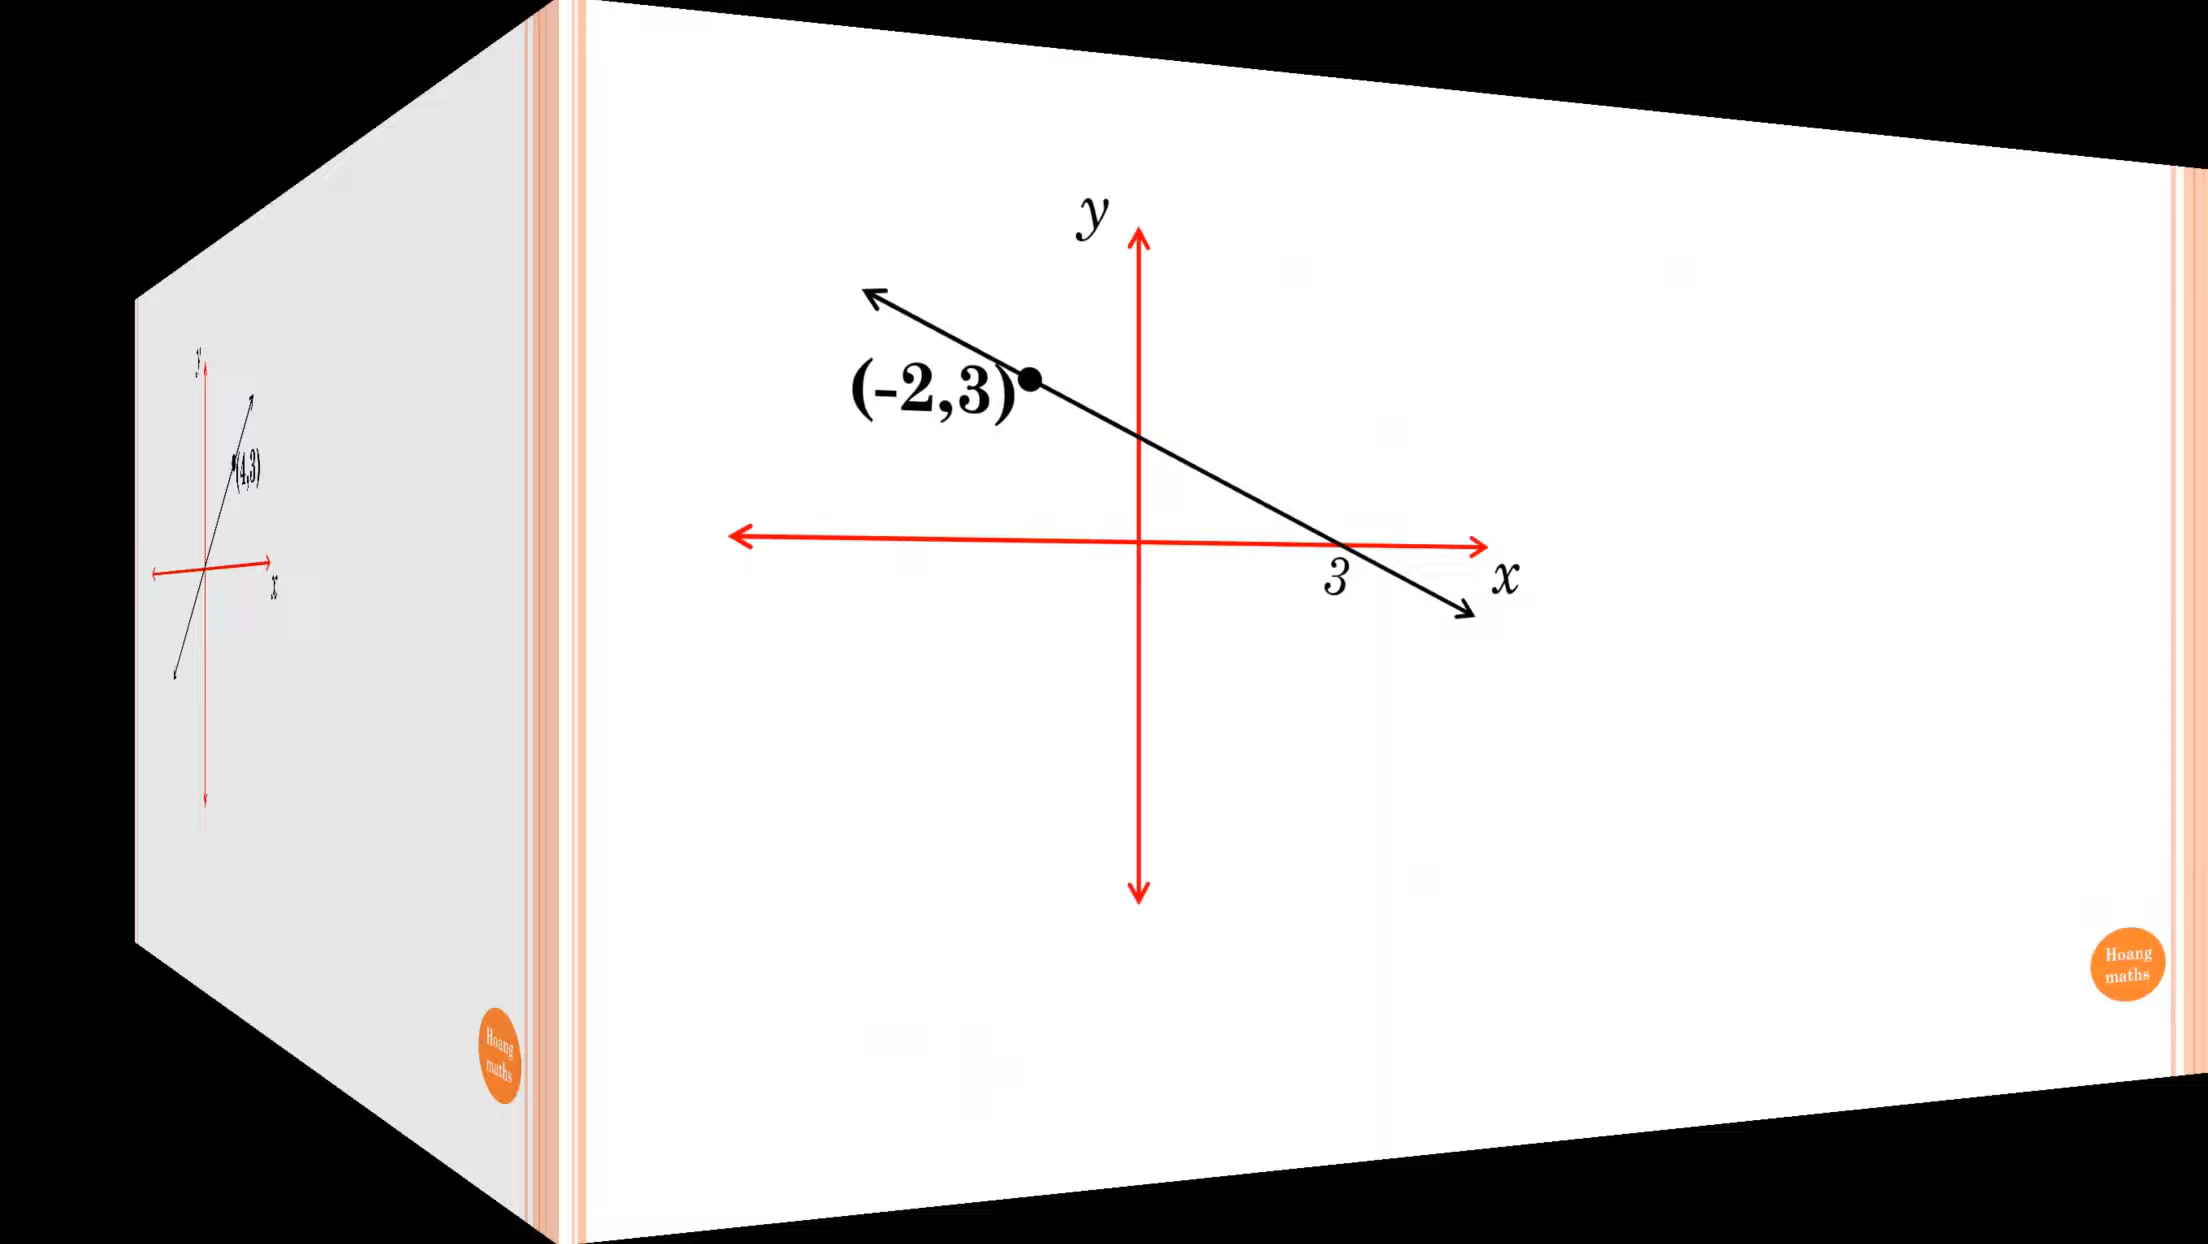 y
(4,3)
x
Hoang
maths
y
(-2,3)
3
x
Hoang
maths